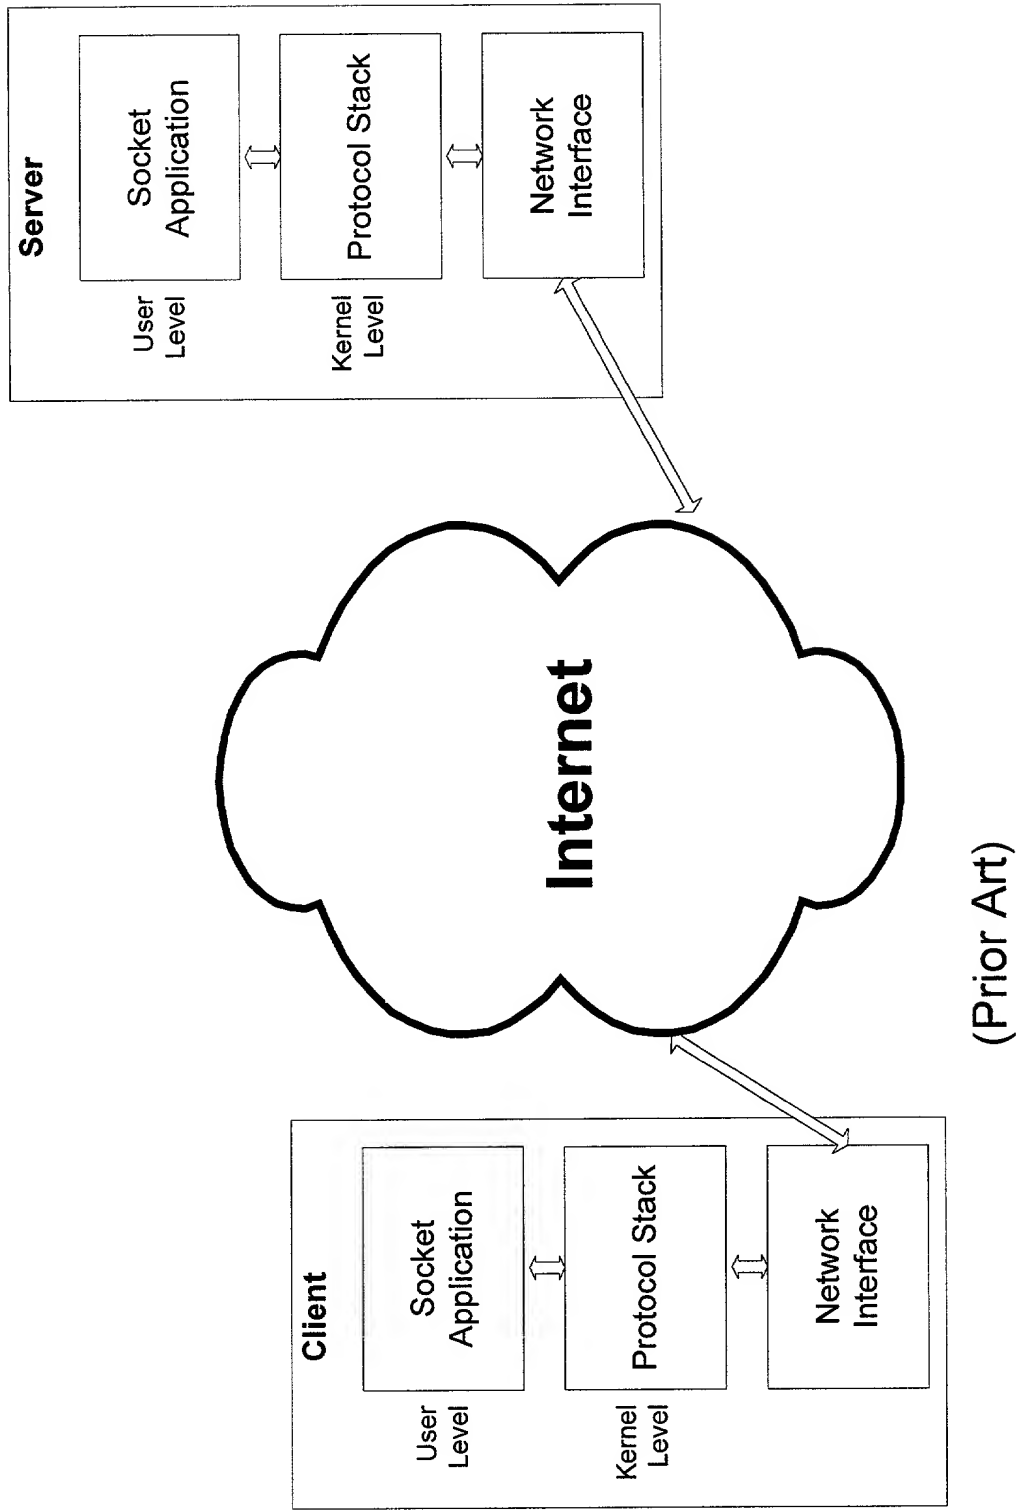 Server
Socket
Application
User
Level
Protocol Stack
Kernel
Level
Network
Interface
Internet
Client
Socket
Application
User
Level
Protocol Stack
Kernel
Level
Network
Interface
(Prior Art)